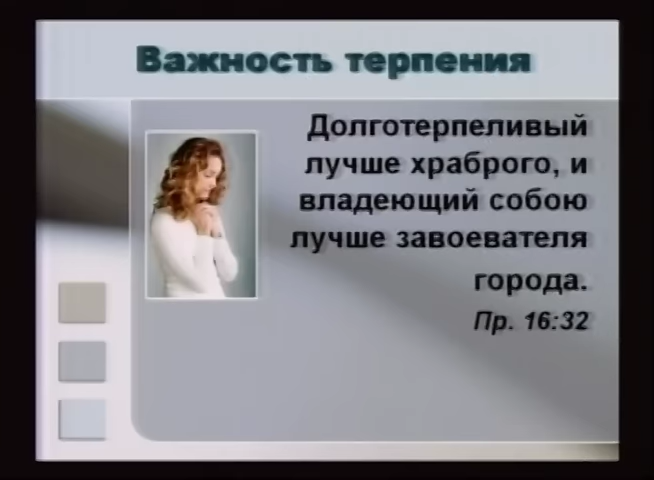 Важность терпения
Долготерпеливый
лучше храброго, и
владеющий собою
лучше завоевателя
города.
Пр. 16:32